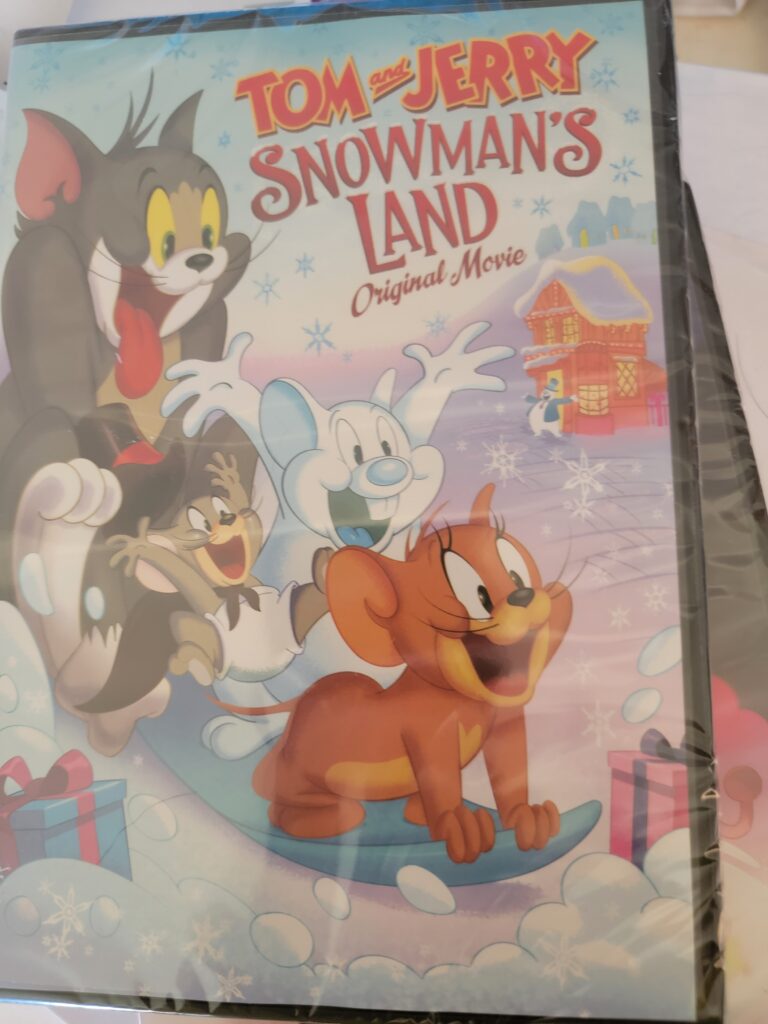 TOM and JERRY
SNOWMAN'S
LAND
Original Movie